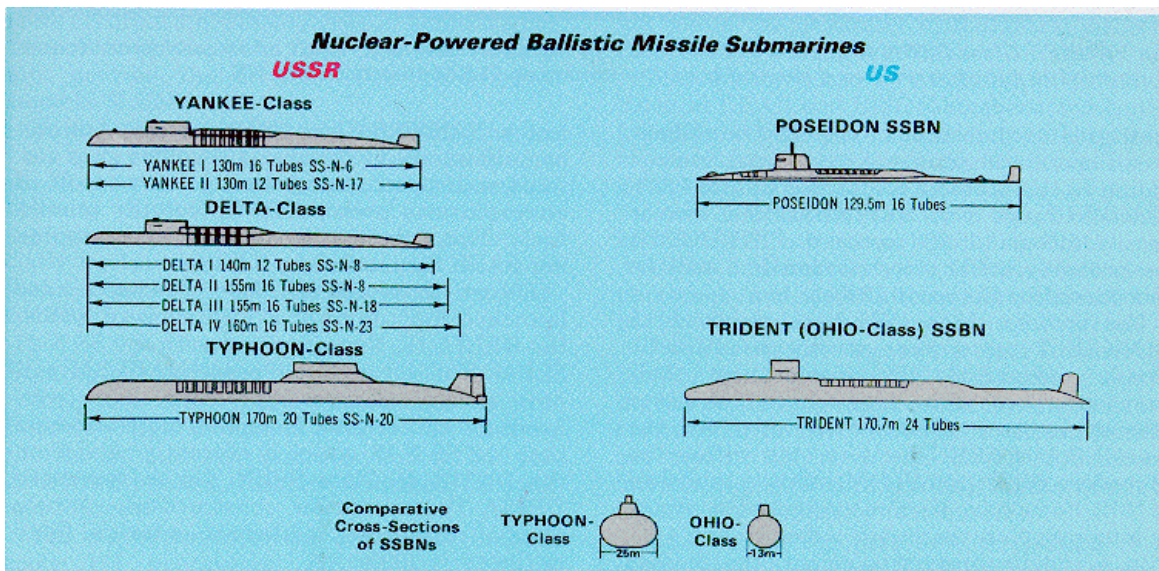 Nuclear-Powered Ballistic Missile Submarines
USSR
YANKEE-Class
YANKEE I 130m 16 Tubes SS-N-6
YANKEE II 130m 12 Tubes SS-N-17
DELTA-Class
DELTA I 140m 12 Tubes SS-N-8
DELTA II 155m 16 Tubes SS-N-8
DELTA III 155m 16 Tubes SS-N-18
DELTA IV 160m 16 Tubes SS-N-23
TYPHOON-Class
TYPHOON 170m 20 Tubes SS-N-20
US
POSEIDON SSBN
POSEIDON 129.5m 16 Tubes
TRIDENT (OHIO-Class) SSBN
TRIDENT 170.7m 24 Tubes
Comparative
Cross-Sections
of SSBNs
TYPHOON-
Class
25m
OHIO-
Class
13m